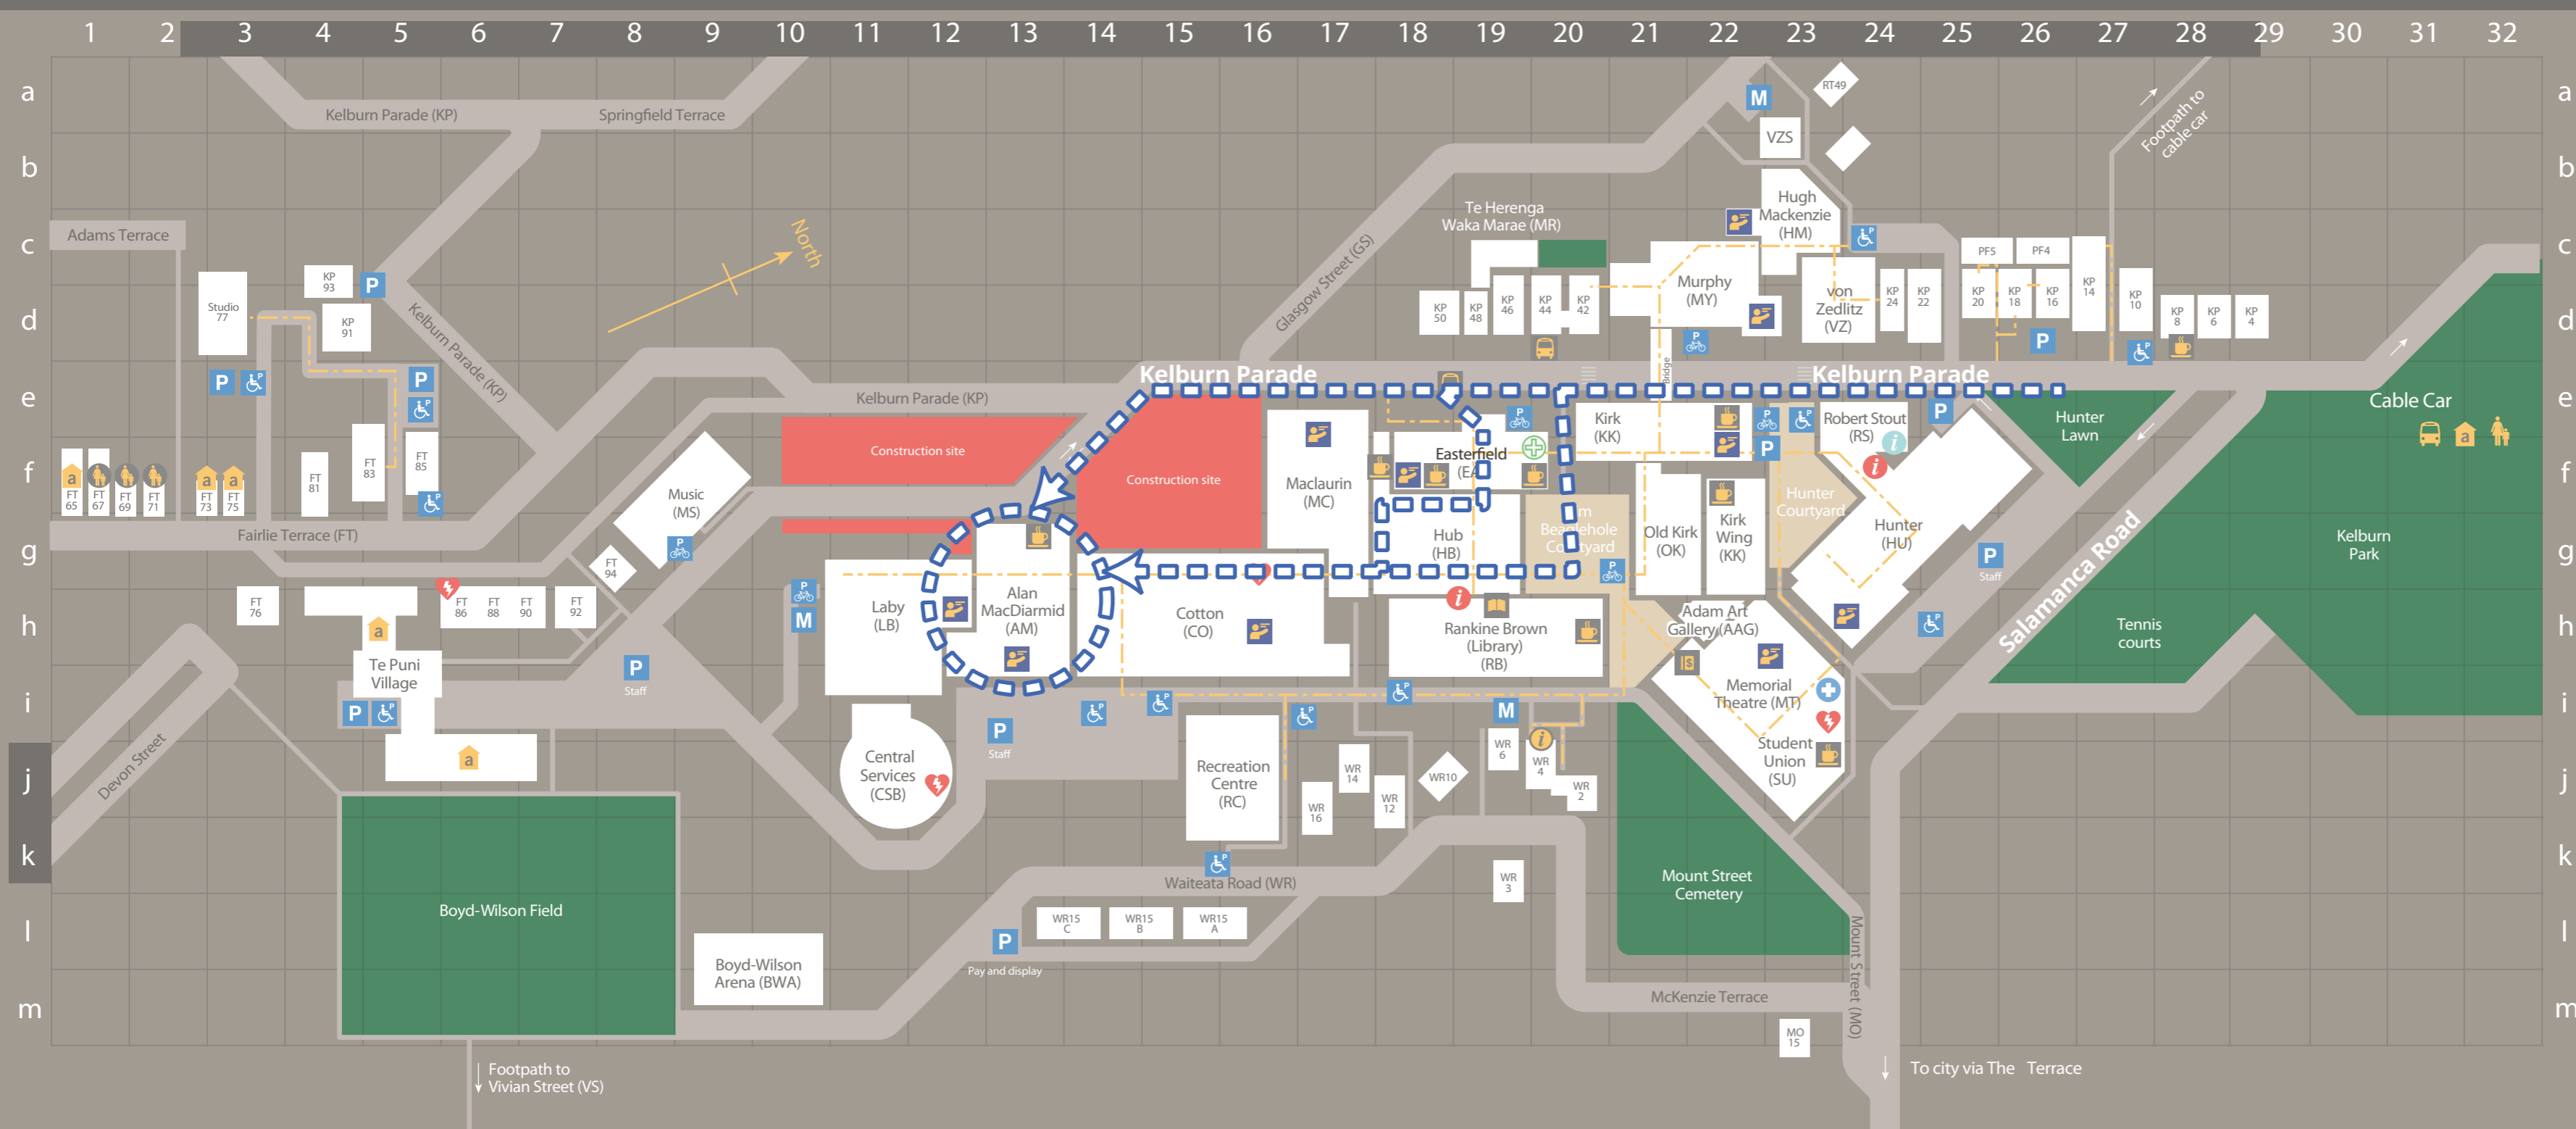 1 2 3 4 5 6 7 8 9 10 11 12 13 14 15 16 17 18 19 20 21 22 23 24 25 26 27 28 29 30 31 32
a
a
M
RT49
Kelburn Parade (KP)
Springfield Terrace
Footpath to
cable car
VZS
b
b
Hugh
Mackenzie
(HM)
Te Herenga
Waka Marae (MR)
North
Adams Terrace
c
c
P
Glasgow Street (GS)
PF5
PF4
KP
93
P
Studio
77
KP
91
Kelburn Parade (KP)
d
d
KP
50
KP
48
KP
46
KP
44
KP
42
Murphy
(MY)
von
Zedlitz
(VZ)
KP
24
KP
22
KP
20
KP
18
KP
16
KP
14
KP
10
KP
8
KP
6
KP
4
P
P
Bridge
Kelburn Parade
Kelburn Parade
P
P
P
P
e
e
Kelburn Parade (KP)
Cable Car
Kirk
(KK)
P
Robert Stout
(RS)
P
Hunter
Lawn
Construction site
Easterfield
(EA
P
i
i
a
f
f
a
FT
65
FT
67
FT
69
FT
71
a
FT
73
a
FT
75
FT
81
FT
83
FT
85
P
Music
(MS)
Construction site
Maclaurin
(MC)
Hunter
Courtyard
Fairlie Terrace (FT)
g
g
Hub
(HB)
m
Beaglehole
Courtyard
Old Kirk
(OK)
Kirk
Wing
(KK)
Hunter
(HU)
P
Staff
Salamanca Road
Kelburn
Park
FT
94
FT
76
FT
86
FT
88
FT
90
FT
92
a
h
h
M
Laby
(LB)
Alan
MacDiarmid
(AM)
Cotton
(CO)
i
Rankine Brown
(Library)
(RB)
Adam Art
Gallery (AAG)
P
Tennis
courts
Te Puni
Village
P
Staff
$
Memorial
Theatre (MT)
i
i
P
P
P
Staff
P
P
P
P
M
Central
Services
(CSB)
Recreation
Centre
(RC)
WR
14
WR
16
WR
12
WR10
WR
6
i
WR
4
WR
2
Student
Union
(SU)
a
Devon Street
j
j
k
k
P
Waiteata Road (WR)
WR
3
Mount Street
Cemetery
Boyd-Wilson Field
WR15
C
WR15
B
WR15
A
l
l
P
Pay and display
Boyd-Wilson
Arena (BWA)
Mount Street (MO)
m
m
McKenzie Terrace
MO
15
Footpath to
Vivian Street (VS)
To city via The Terrace